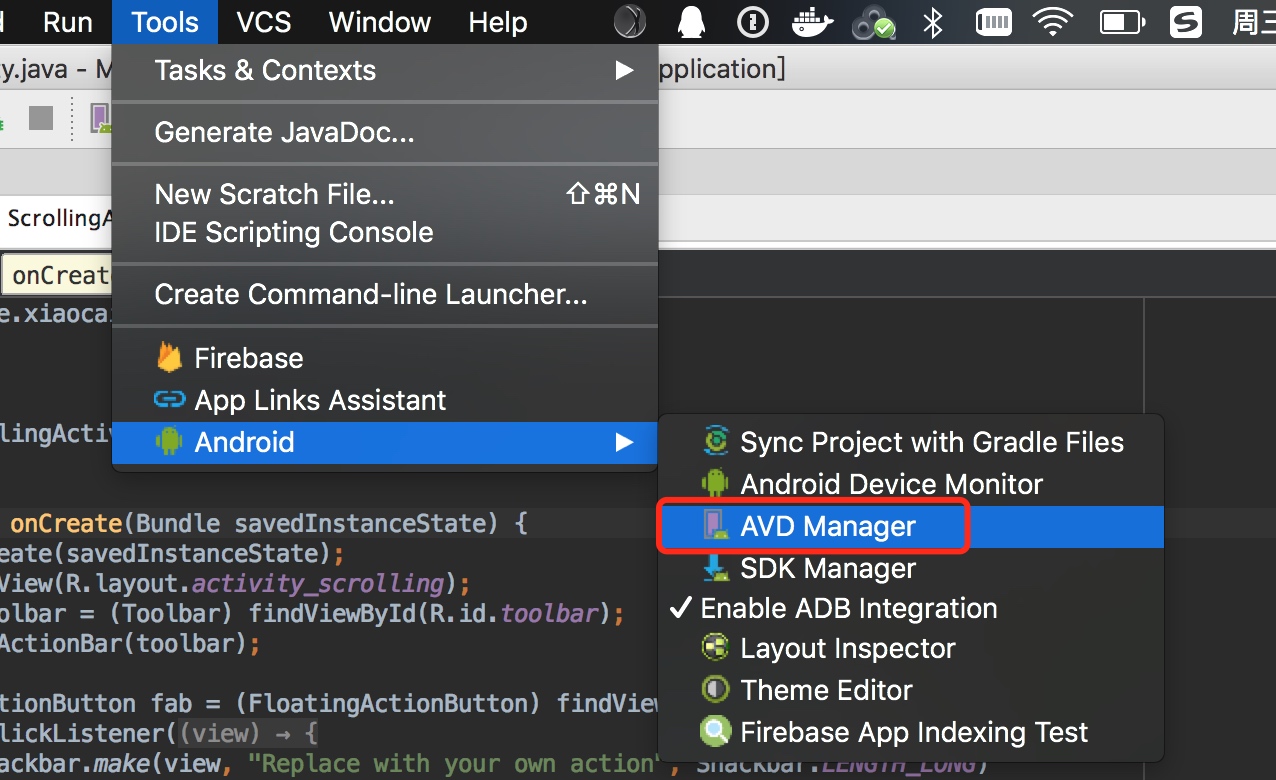 Run Tools VCS Window Help 周三
ty.java - M pplication]
Tasks & Contexts
Generate JavaDoc...
New Scratch File... ⇧⌘N
ScrollingA
IDE Scripting Console
onCreate
Create Command-line Launcher...
e.xiaoca
Firebase
App Links Assistant
llingActiv
Android
Sync Project with Gradle Files
Android Device Monitor
AVD Manager
SDK Manager
Enable ADB Integration
Layout Inspector
Theme Editor
Firebase App Indexing Test
onCreate(Bundle savedInstanceState) {
eate(savedInstanceState);
View(R.layout.activity_scrolling);
olbar = (Toolbar) findViewById(R.id.toolbar);
ActionBar(toolbar);
tionButton fab = (FloatingActionButton) findView
lickListener((view) → {
ackbar.make(view, "Replace with your own action", Snackbar.LENGTH_LONG)